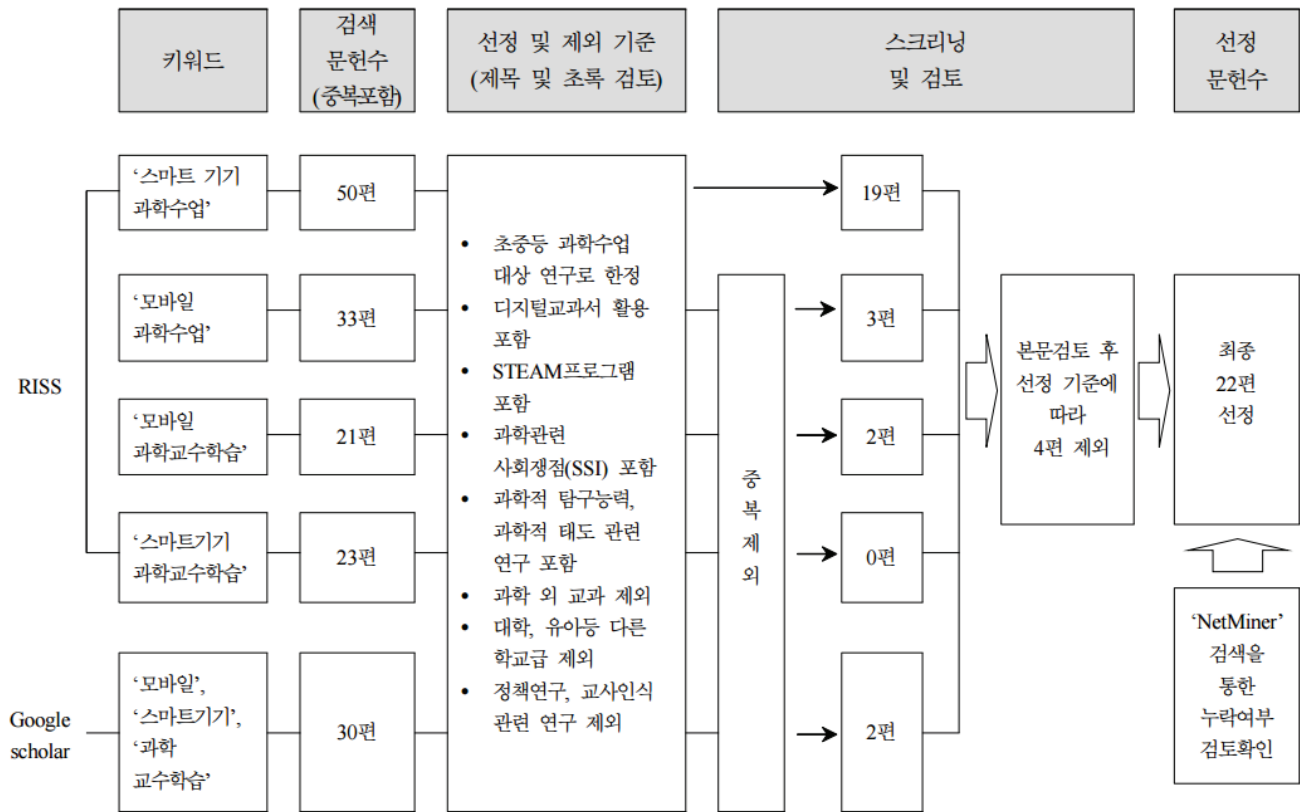 키워드
검색
문헌수
(중복포함)
선정 및 제외 기준
(제목 및 초록 검토)
스크리닝
및 검토
선정
문헌수
RISS
‘스마트 기기
과학수업’
50편
19편
‘모바일
과학수업’
33편
3편
‘모바일
과학교수학습’
21편
2편
‘스마트기기
과학교수학습’
23편
0편
Google
scholar
‘모바일’,
‘스마트기기’,
‘과학
교수학습’
30편
2편
• 초중등 과학수업
대상 연구로 한정
• 디지털교과서 활용
포함
• STEAM프로그램
포함
• 과학관련
사회쟁점(SSI) 포함
• 과학적 탐구능력,
과학적 태도 관련
연구 포함
• 과학 외 교과 제외
• 대학, 유아등 다른
학교급 제외
• 정책연구, 교사인식
관련 연구 제외
중
복
제
외
본문검토 후
선정 기준에
따라
4편 제외
최종
22편
선정
‘NetMiner’
검색을
통한
누락여부
검토확인